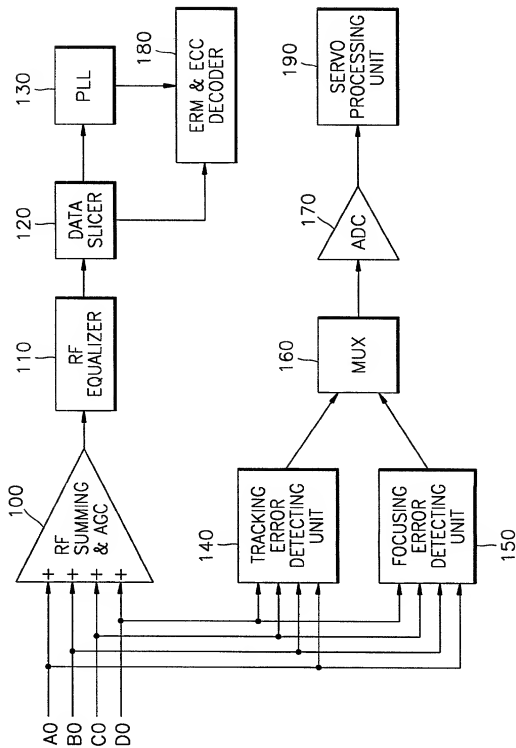 A0
B0
C0
D0
100
RF
SUMMING
& AGC
+
+
+
+
110
RF
EQUALIZER
120
DATA
SLICER
130
PLL
180
ERM & ECC
DECODER
140
TRACKING
ERROR
DETECTING
UNIT
150
FOCUSING
ERROR
DETECTING
UNIT
160
MUX
170
ADC
190
SERVO
PROCESSING
UNIT